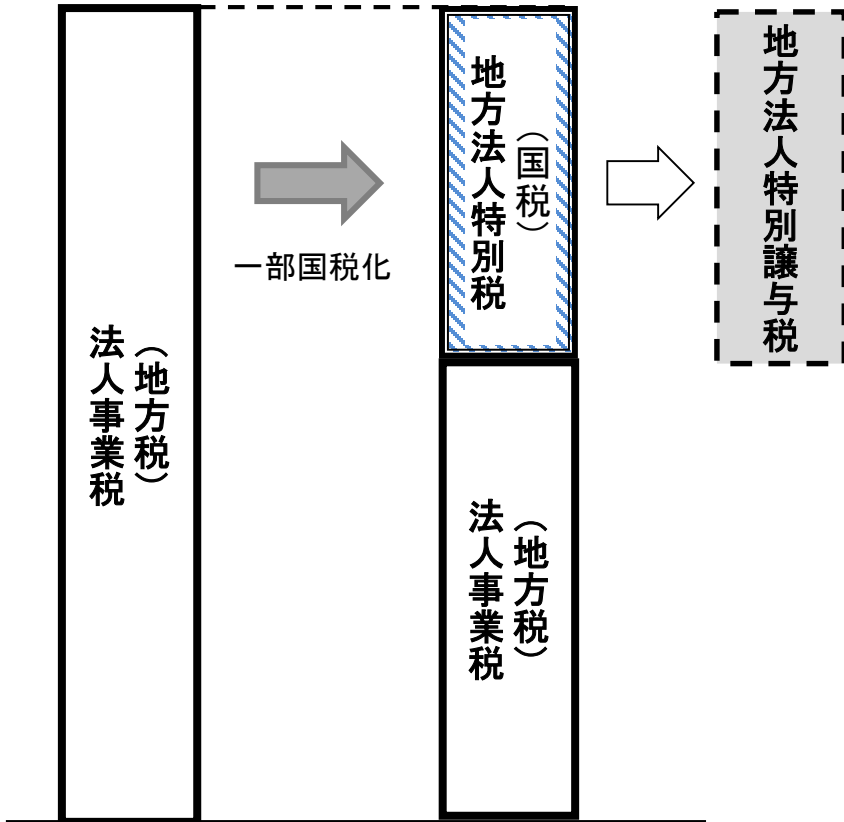 法人事業税
（地方税）
一部国税化
地方法人特別税
（国税）
法人事業税
（地方税）
地方法人特別譲与税